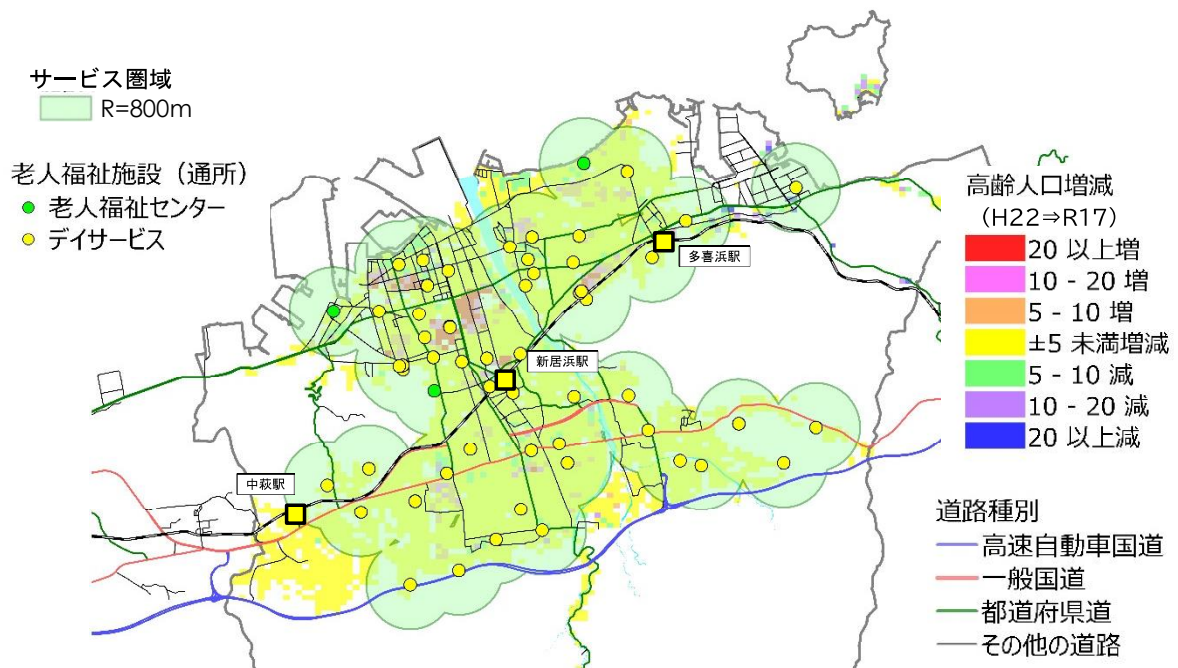 サービス圏域
R=800m
老人福祉施設（通所）
老人福祉センター
デイサービス
多喜浜駅
新居浜駅
中萩駅
高齢人口増減
（H22⇒R17）
20 以上増
10 - 20 増
5 - 10 増
±5 未満増減
5 - 10 減
10 - 20 減
20 以上減
道路種別
高速自動車国道
一般国道
都道府県道
その他の道路